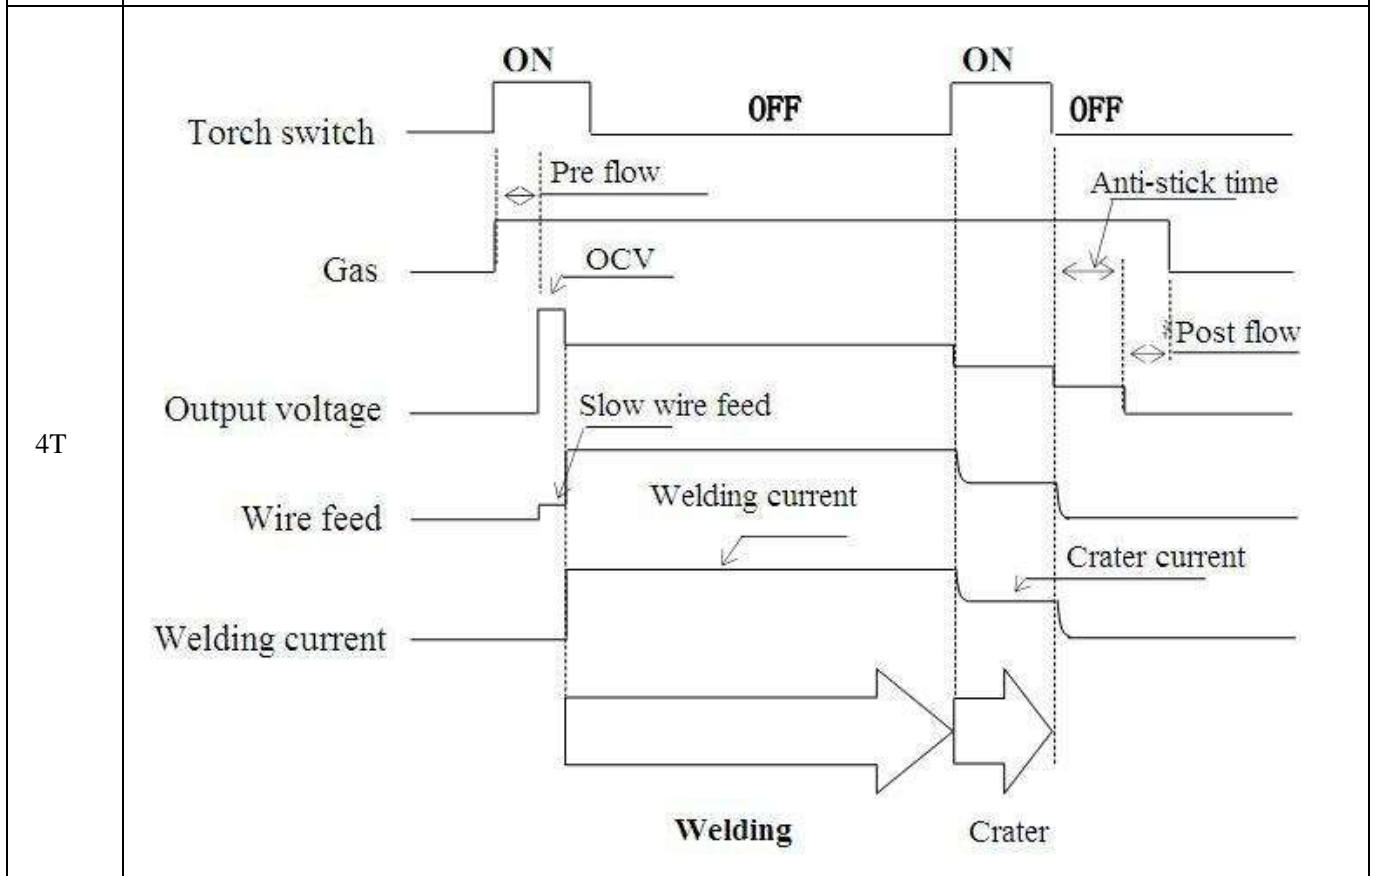 ON
ON
OFF
OFF
Torch switch
Pre flow
Anti-stick time
Gas
OCV
Post flow
Output voltage
Slow wire feed
4T
Welding current
Wire feed
Crater current
Welding current
Welding
Crater